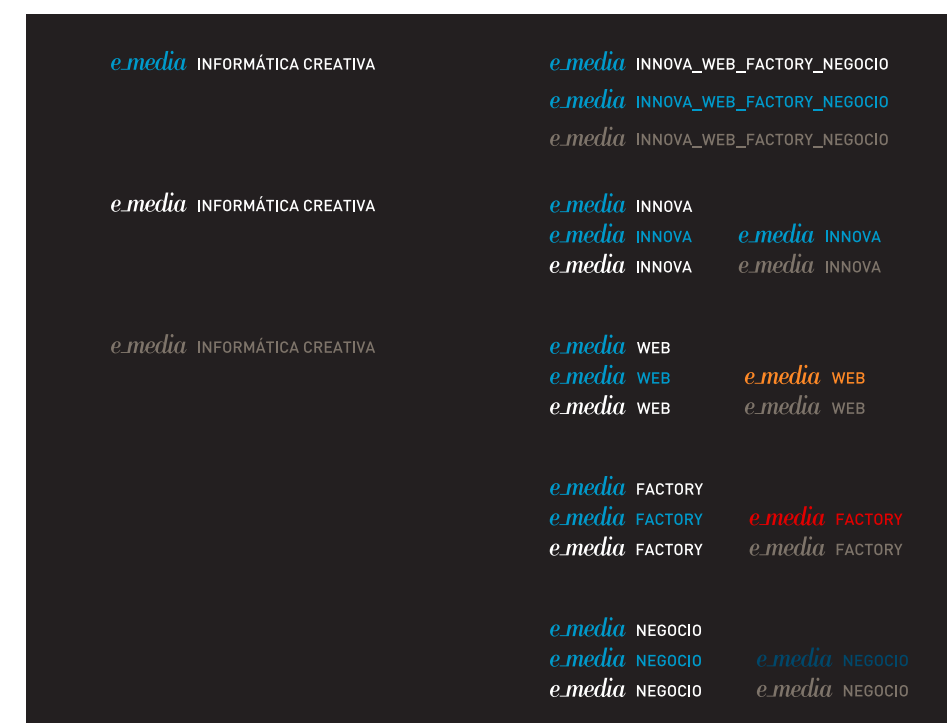 e_media INFORMÁTICA CREATIVA
e_media INNOVA_WEB_FACTORY_NEGOCIO
e_media INNOVA_WEB_FACTORY_NEGOCIO
e_media INNOVA_WEB_FACTORY_NEGOCIO
e_media INFORMÁTICA CREATIVA
e_media INNOVA
e_media INNOVA
e_media INNOVA
e_media INNOVA
e_media INNOVA
e_media INFORMÁTICA CREATIVA
e_media WEB
e_media WEB
e_media WEB
e_media WEB
e_media WEB
e_media FACTORY
e_media FACTORY
e_media FACTORY
e_media FACTORY
e_media FACTORY
e_media NEGOCIO
e_media NEGOCIO
e_media NEGOCIO
e_media NEGOCIO
e_media NEGOCIO